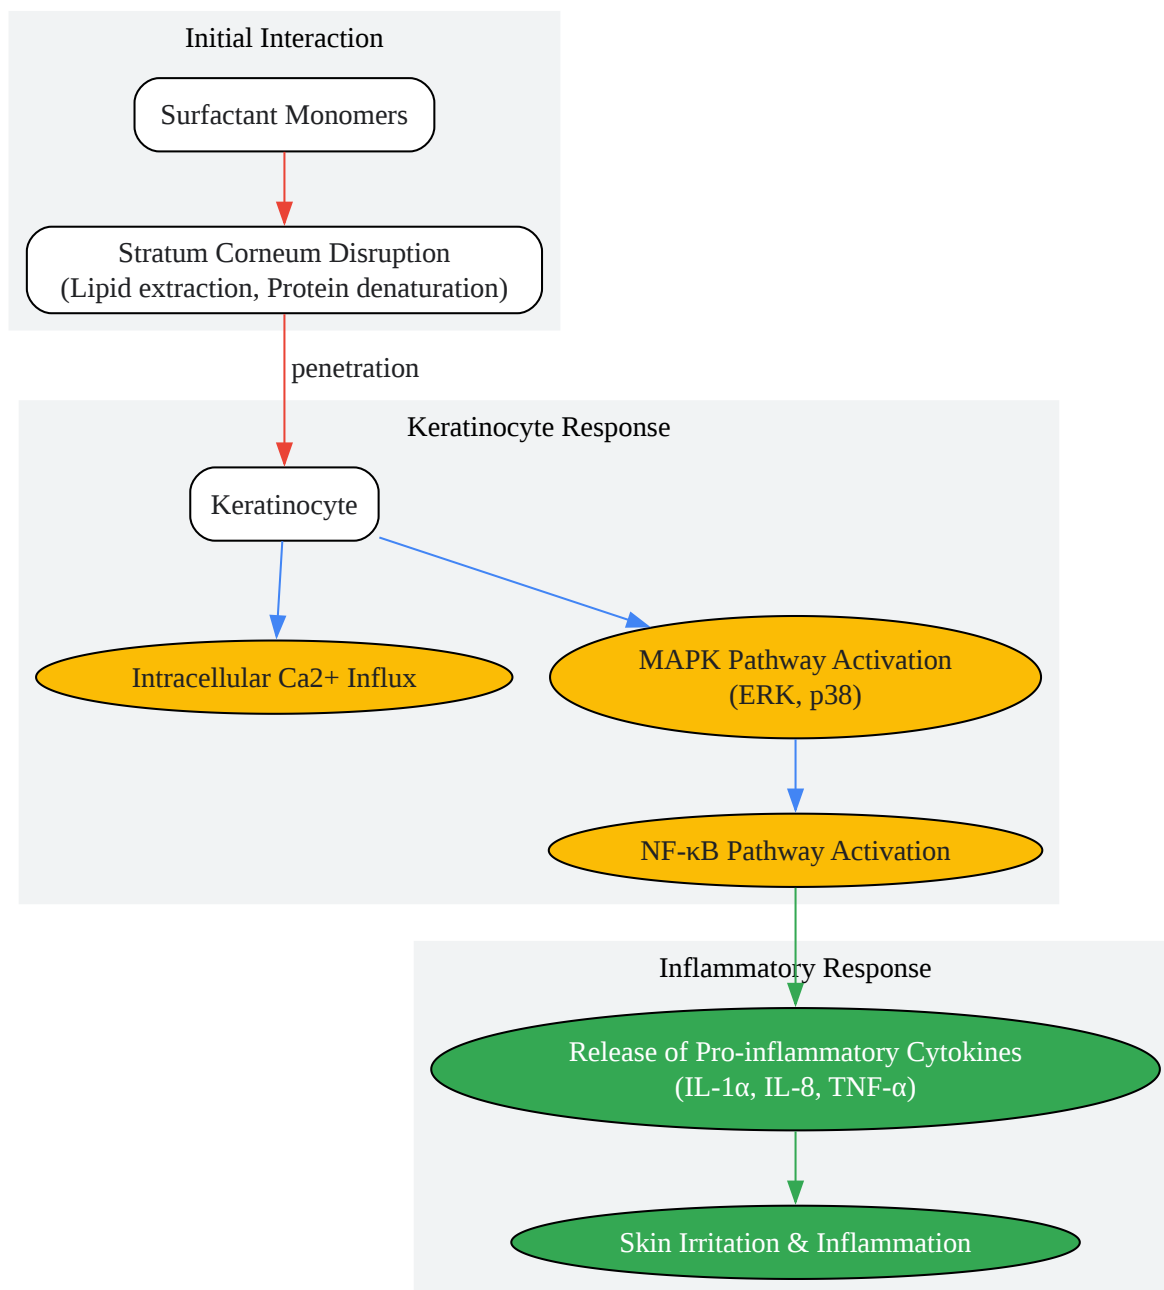 Initial Interaction
Surfactant Monomers
Stratum Corneum Disruption
(Lipid extraction, Protein denaturation)
penetration
Keratinocyte Response
Keratinocyte
Intracellular Ca2+ Influx
MAPK Pathway Activation
(ERK, p38)
NF-κB Pathway Activation
Inflammatory Response
Release of Pro-inflammatory Cytokines
(IL-1α, IL-8, TNF-α)
Skin Irritation & Inflammation